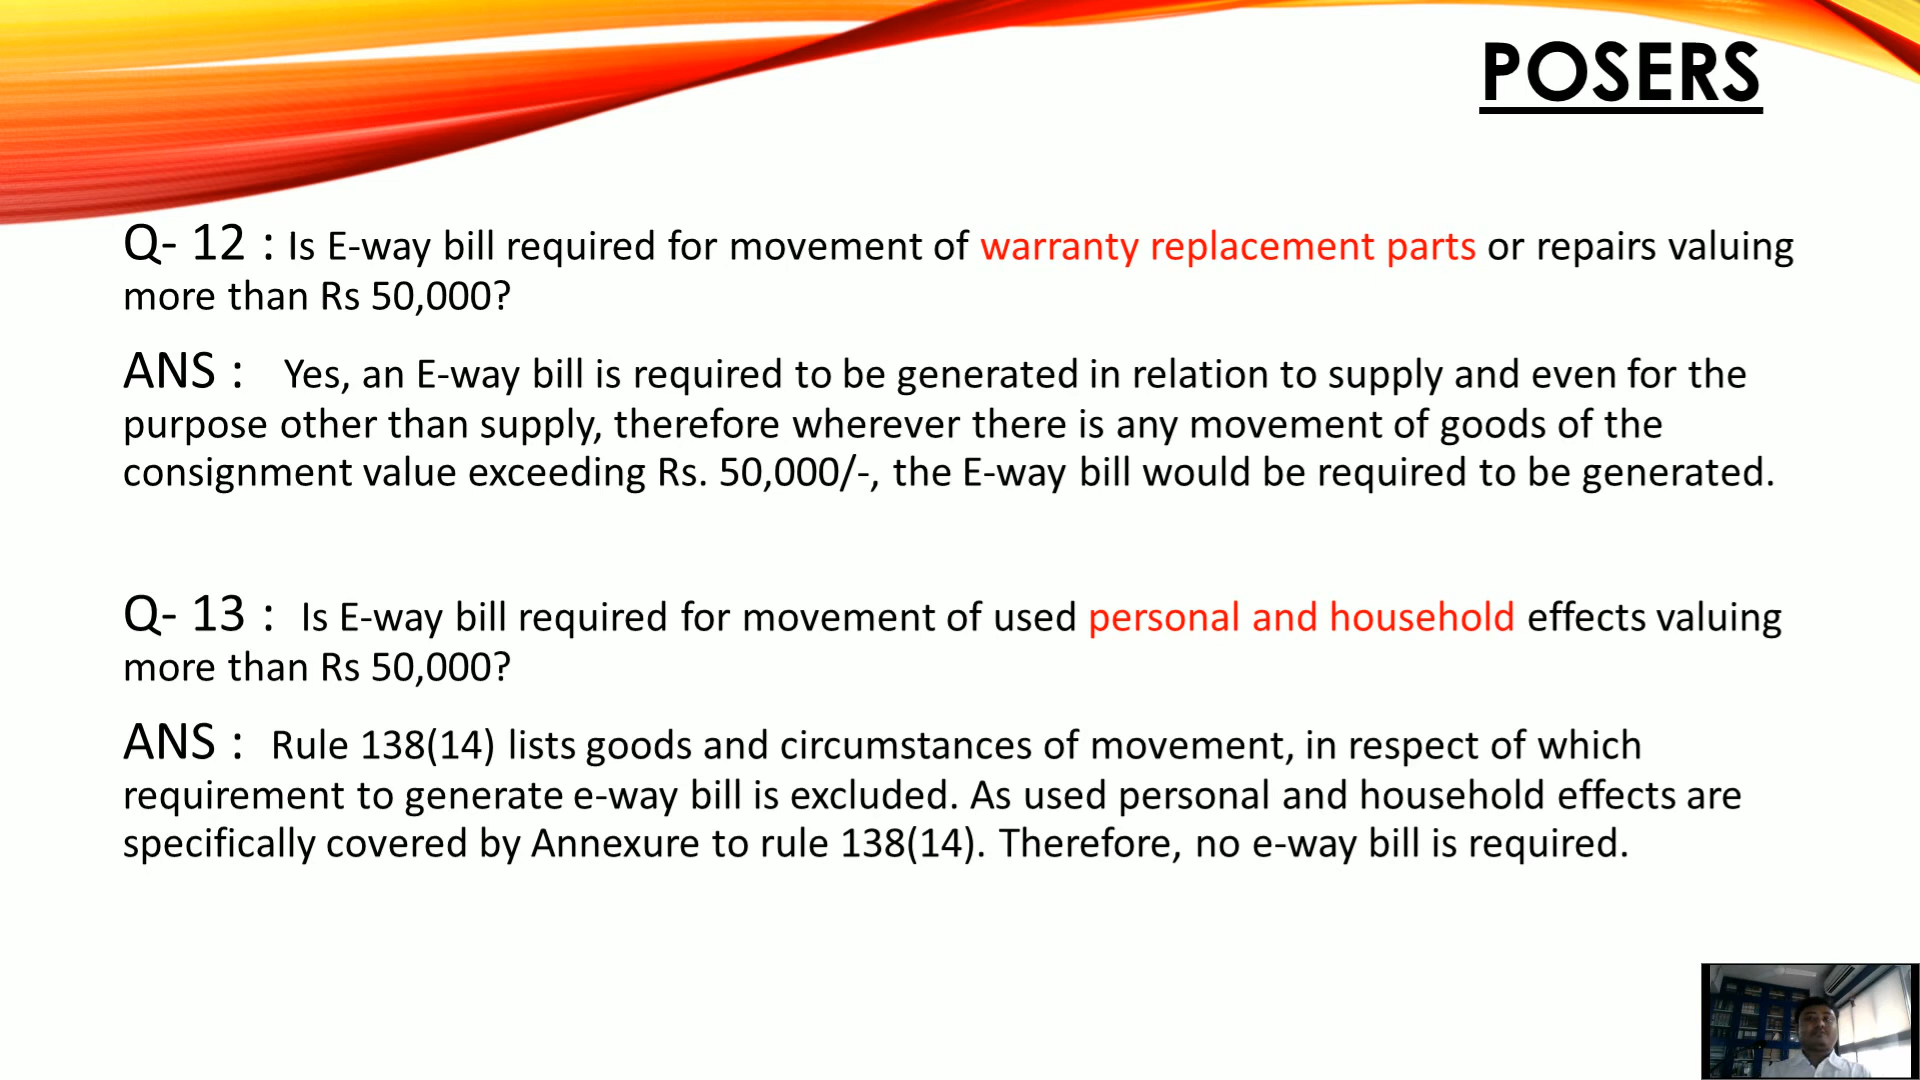 POSERS
Q- 12 : Is E-way bill required for movement of warranty replacement parts or repairs valuing
more than Rs 50,000?
ANS : Yes, an E-way bill is required to be generated in relation to supply and even for the
purpose other than supply, therefore wherever there is any movement of goods of the
consignment value exceeding Rs. 50,000/-, the E-way bill would be required to be generated.
Q- 13 : Is E-way bill required for movement of used personal and household effects valuing
more than Rs 50,000?
ANS : Rule 138(14) lists goods and circumstances of movement, in respect of which
requirement to generate e-way bill is excluded. As used personal and household effects are
specifically covered by Annexure to rule 138(14). Therefore, no e-way bill is required.